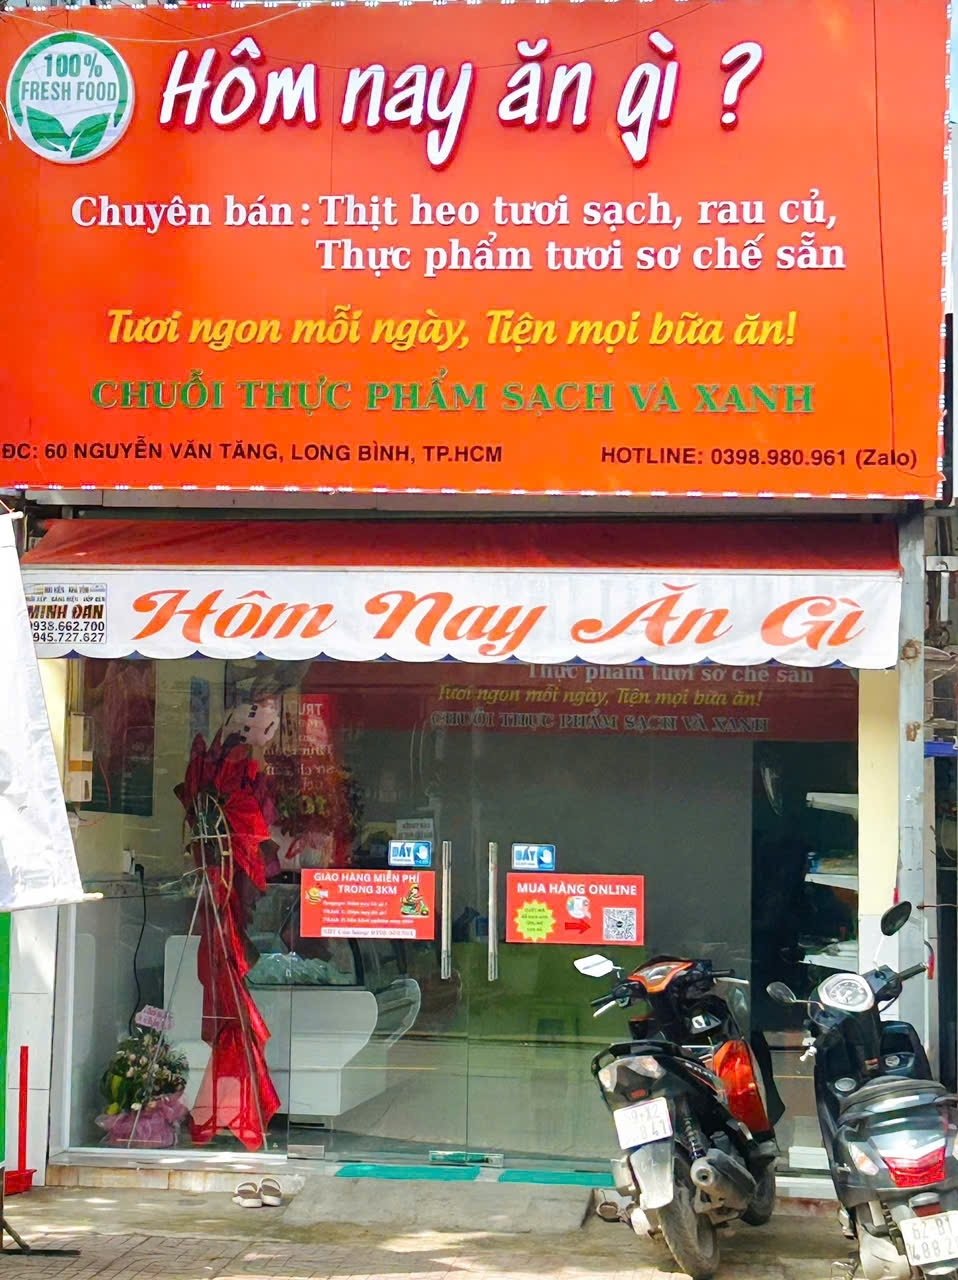 100%
FRESH FOOD
Hôm nay ăn gì ?
Chuyên bán: Thịt heo tươi sạch, rau củ,
Thực phẩm tươi sơ chế sẵn
Tươi ngon mỗi ngày, Tiện mọi bữa ăn!
CHUỖI THỰC PHẨM SẠCH VÀ XANH
ĐC: 60 NGUYỄN VĂN TĂNG, LONG BÌNH, TP.HCM
HOTLINE: 0398.980.961 (Zalo)
MINH ĐAN
0938.662.700
0945.727.627
Hôm Nay Ăn Gì
Thực phẩm tươi sơ chế sẵn
Tươi ngon mỗi ngày, Tiện mọi bữa ăn!
CHUỖI THỰC PHẨM SẠCH VÀ XANH
ĐẨY
ĐẨY
GIAO HÀNG MIỄN PHÍ
TRONG 3KM
MUA HÀNG ONLINE
62-B1